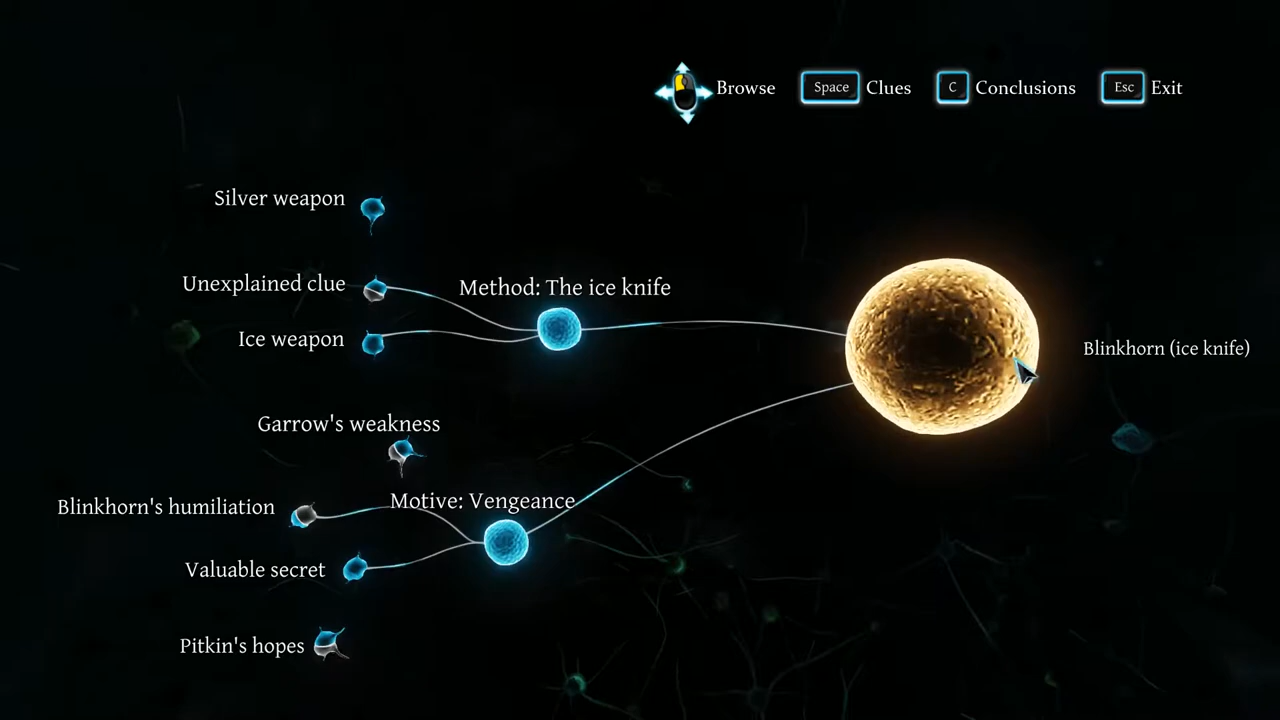 Browse
Space
Clues
C
Conclusions
Esc
Exit
Silver weapon
Unexplained clue
Method: The ice knife
Ice weapon
Blinkhorn (ice knife)
Garrow's weakness
Motive: Vengeance
Blinkhorn's humiliation
Valuable secret
Pitkin's hopes